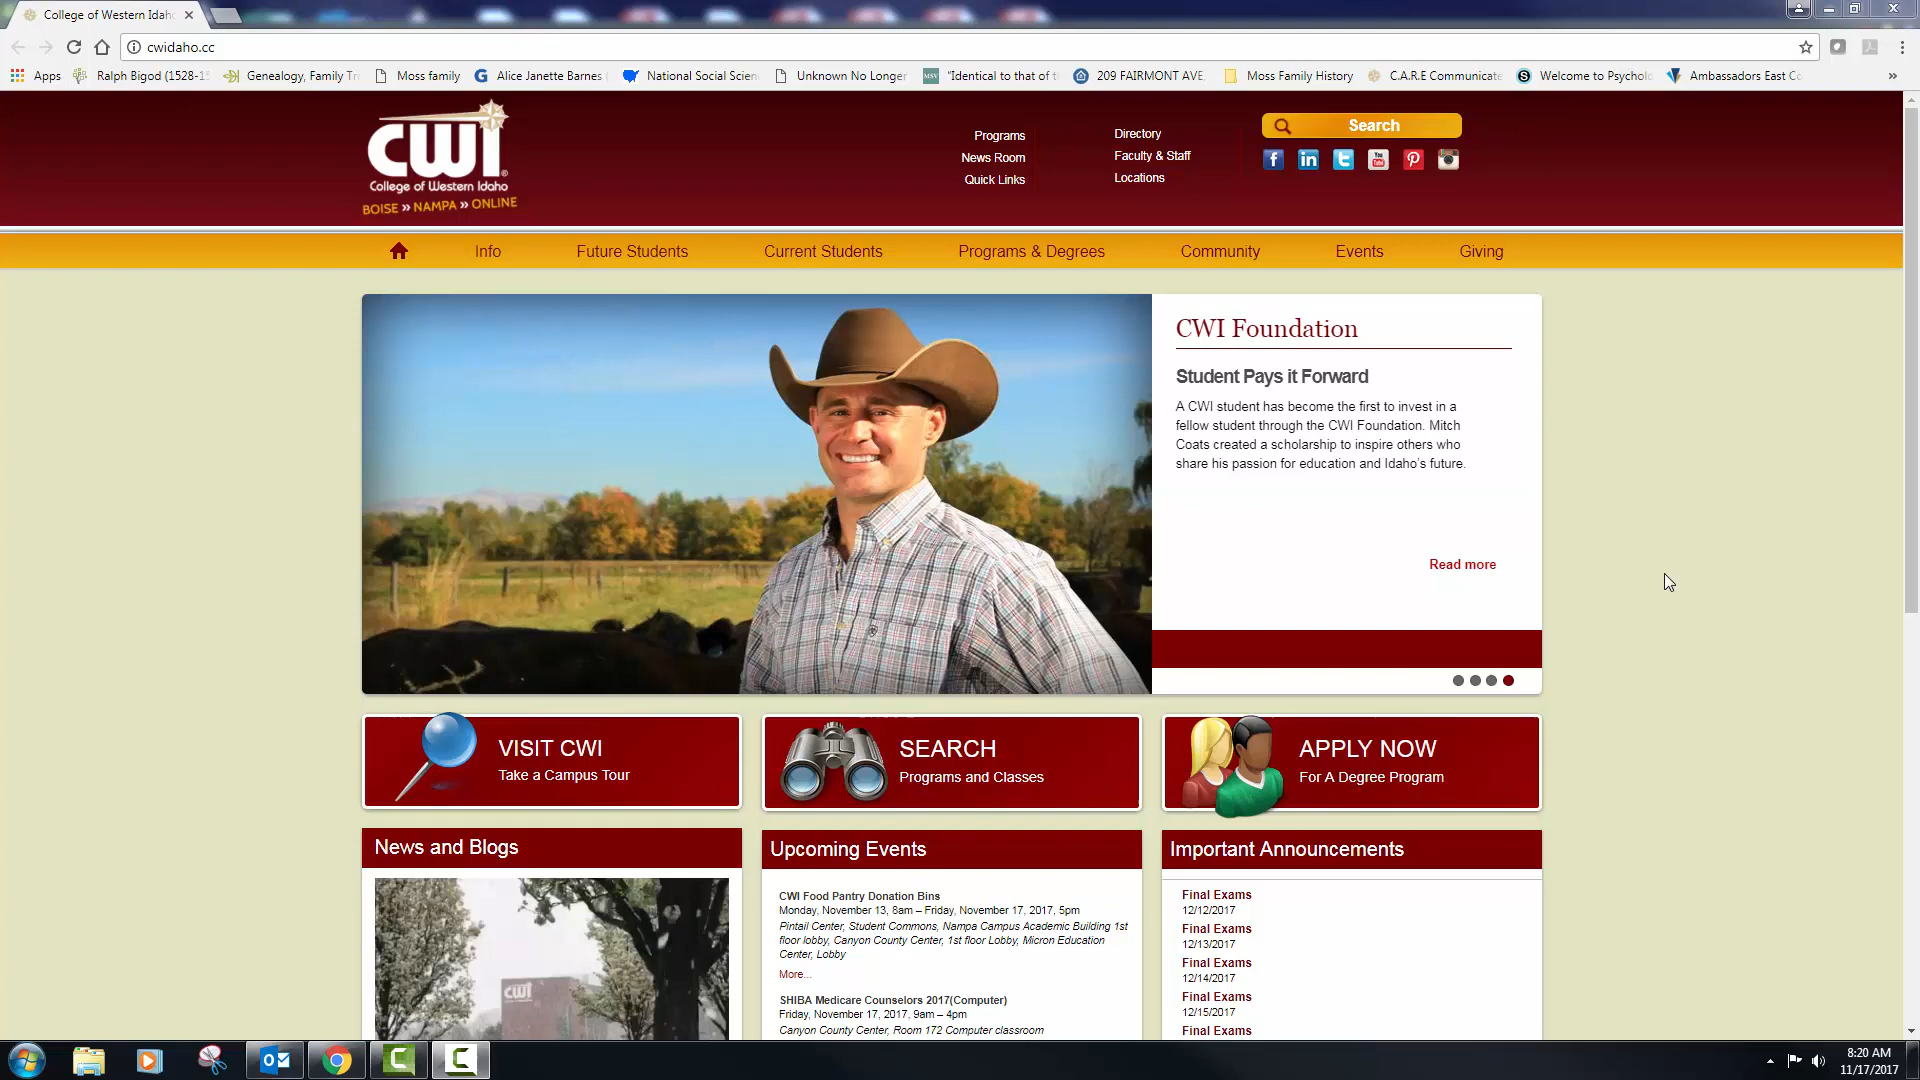 College of Western Idaho
cwidaho.cc
Apps
Ralph Bigod (1528-15
Genealogy, Family Tr
Moss family
Alice Janette Barnes (
National Social Scien
Unknown No Longer
"Identical to that of t
209 FAIRMONT AVE,
Moss Family History
C.A.R.E Communicate
Welcome to Psycholo
Ambassadors East Co
»
cwi
College of Western Idaho
BOISE » NAMPA » ONLINE
Programs
News Room
Quick Links
Directory
Faculty & Staff
Locations
Search
Info
Future Students
Current Students
Programs & Degrees
Community
Events
Giving
CWI Foundation
Student Pays it Forward
A CWI student has become the first to invest in a
fellow student through the CWI Foundation. Mitch
Coats created a scholarship to inspire others who
share his passion for education and Idaho's future.
Read more
VISIT CWI
Take a Campus Tour
SEARCH
Programs and Classes
APPLY NOW
For A Degree Program
News and Blogs
cwi
Upcoming Events
CWI Food Pantry Donation Bins
Monday, November 13, 8am – Friday, November 17, 2017, 5pm
Pintail Center, Student Commons, Nampa Campus Academic Building 1st
floor lobby, Canyon County Center, 1st floor Lobby, Micron Education
Center, Lobby
More...
SHIBA Medicare Counselors 2017(Computer)
Friday, November 17, 2017, 9am – 4pm
Canyon County Center, Room 172 Computer classroom
Important Announcements
Final Exams
12/12/2017
Final Exams
12/13/2017
Final Exams
12/14/2017
Final Exams
12/15/2017
Final Exams
8:20 AM
11/17/2017